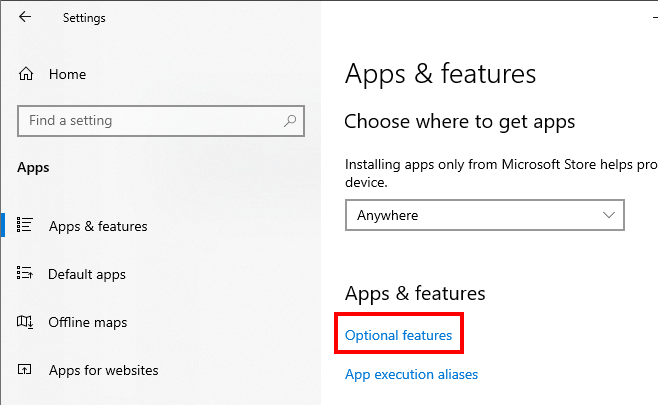 Settings
Home
Find a setting
Apps
Apps & features
Default apps
Offline maps
Apps for websites
Apps & features
Choose where to get apps
Installing apps only from Microsoft Store helps pro
device.
Anywhere
Apps & features
Optional features
App execution aliases